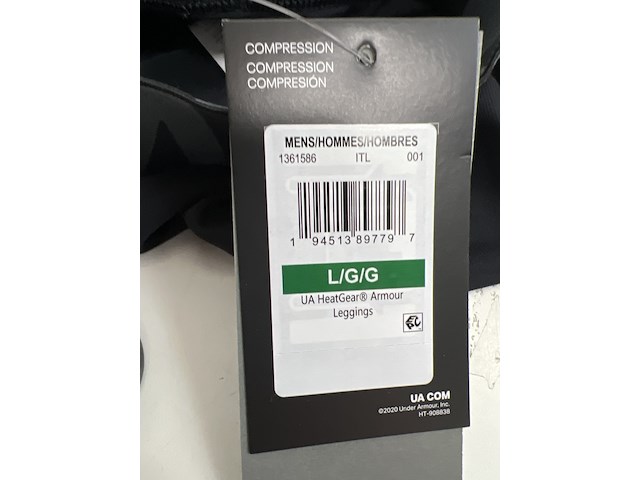 COMPRESSION
COMPRESSION
COMPRESIÓN
MENS/HOMMES/HOMBRES
1361586 ITL 001
1 94513 89779 7
L/G/G
UA HeatGear® Armour
Leggings
UA COM
©2020 Under Armour, Inc.
HT-908838